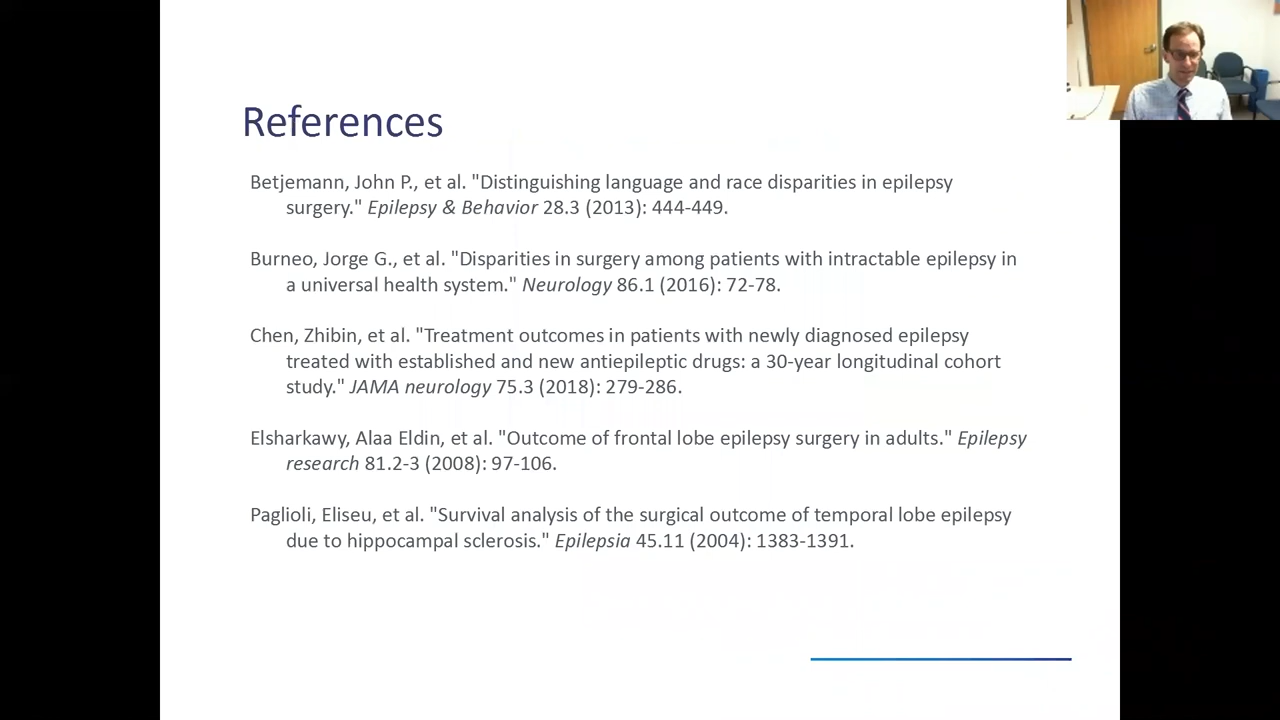 References
Betjemann, John P., et al. "Distinguishing language and race disparities in epilepsy
surgery." Epilepsy & Behavior 28.3 (2013): 444-449.
Burneo, Jorge G., et al. "Disparities in surgery among patients with intractable epilepsy in
a universal health system." Neurology 86.1 (2016): 72-78.
Chen, Zhibin, et al. "Treatment outcomes in patients with newly diagnosed epilepsy
treated with established and new antiepileptic drugs: a 30-year longitudinal cohort
study." JAMA neurology 75.3 (2018): 279-286.
Elsharkawy, Alaa Eldin, et al. "Outcome of frontal lobe epilepsy surgery in adults." Epilepsy
research 81.2-3 (2008): 97-106.
Paglioli, Eliseu, et al. "Survival analysis of the surgical outcome of temporal lobe epilepsy
due to hippocampal sclerosis." Epilepsia 45.11 (2004): 1383-1391.